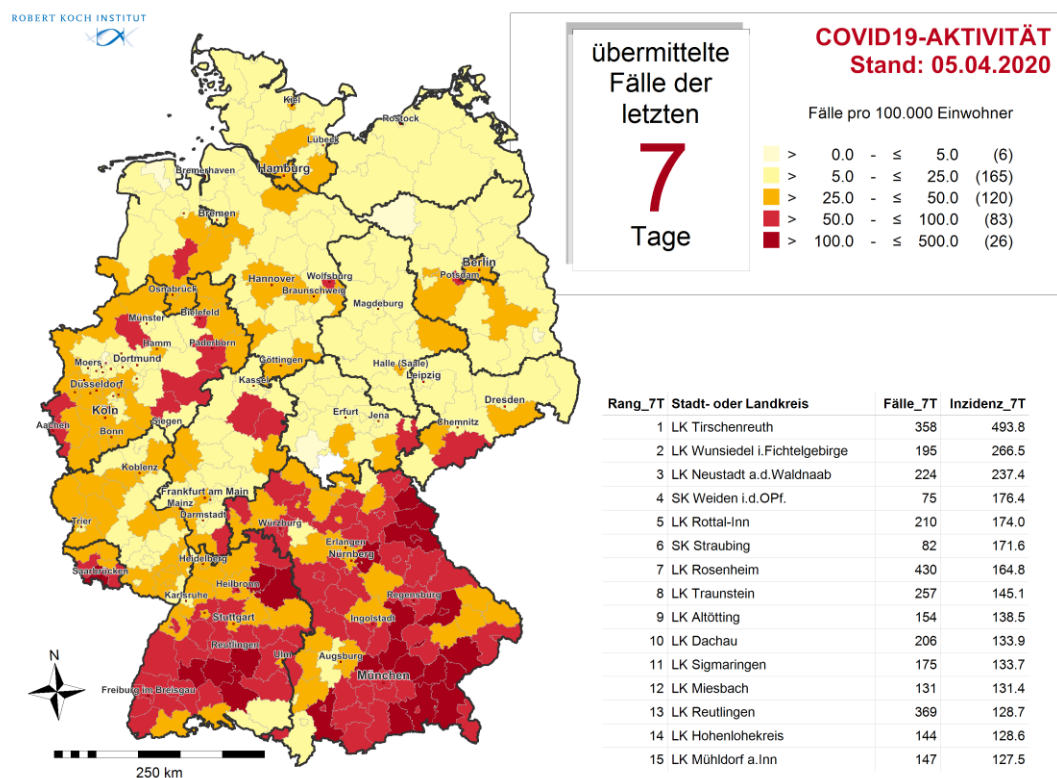 ROBERT KOCH INSTITUT
übermittelte
Fälle der
letzten
7
Tage
COVID19-AKTIVITÄT
Stand: 05.04.2020
Fälle pro 100.000 Einwohner
> 0.0 - ≤ 5.0 (6)
> 5.0 - ≤ 25.0 (165)
> 25.0 - ≤ 50.0 (120)
> 50.0 - ≤ 100.0 (83)
> 100.0 - ≤ 500.0 (26)
Kiel
Rostock
Lübeck
Hamburg
Bremerhaven
Bremen
Berlin
Potsdam
Wolfsburg
Hannover
Braunschweig
Magdeburg
Osnabrück
Bielefeld
Münster
Paderborn
Hamm
Dortmund
Moers
Göttingen
Halle (Saale)
Leipzig
Düsseldorf
Kassel
Dresden
Köln
Erfurt
Jena
Chemnitz
Siegen
Aachen
Bonn
Koblenz
Frankfurt am Main
Mainz
Darmstadt
Trier
Würzburg
Erlangen
Nürnberg
Heidelberg
Saarbrücken
Heilbronn
Karlsruhe
Regensburg
Stuttgart
Ingolstadt
Reutlingen
Ulm
Augsburg
München
Freiburg im Breisgau
N
250 km
Rang_7T Stadt- oder Landkreis Fälle_7T Inzidenz_7T
1 LK Tirschenreuth 358 493.8
2 LK Wunsiedel i.Fichtelgebirge 195 266.5
3 LK Neustadt a.d.Waldnaab 224 237.4
4 SK Weiden i.d.OPf. 75 176.4
5 LK Rottal-Inn 210 174.0
6 SK Straubing 82 171.6
7 LK Rosenheim 430 164.8
8 LK Traunstein 257 145.1
9 LK Altötting 154 138.5
10 LK Dachau 206 133.9
11 LK Sigmaringen 175 133.7
12 LK Miesbach 131 131.4
13 LK Reutlingen 369 128.7
14 LK Hohenlohekreis 144 128.6
15 LK Mühldorf a.Inn 147 127.5